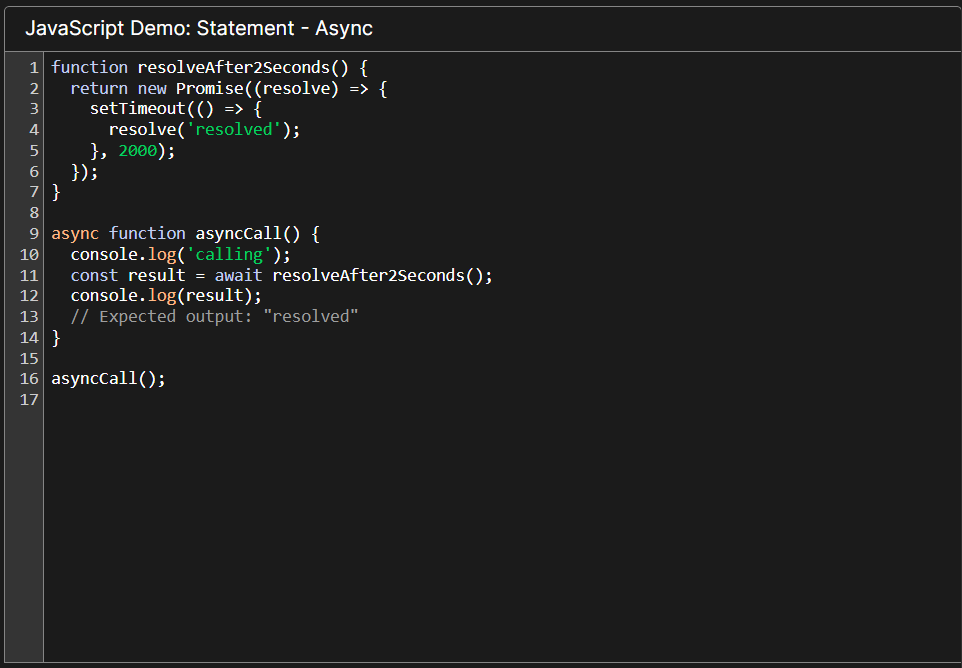 JavaScript Demo: Statement - Async
1 function resolveAfter2Seconds() {
2   return new Promise((resolve) => {
3     setTimeout(() => {
4       resolve('resolved');
5     }, 2000);
6   });
7 }
8
9 async function asyncCall() {
10   console.log('calling');
11   const result = await resolveAfter2Seconds();
12   console.log(result);
13   // Expected output: "resolved"
14 }
15
16 asyncCall();
17